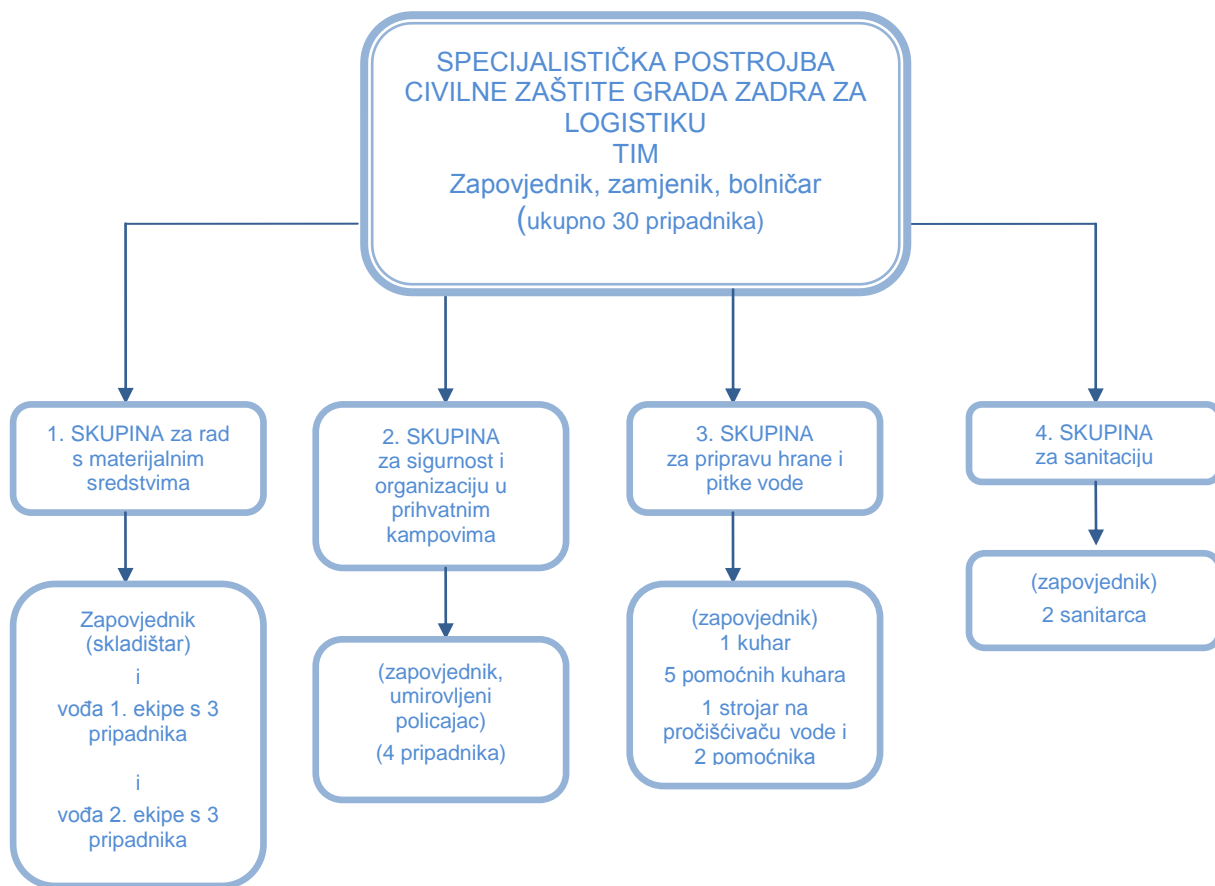 SPECIJALISTIČKA POSTROJBA
CIVILNE ZAŠTITE GRADA ZADRA ZA
LOGISTIKU
TIM
Zapovjednik, zamjenik, bolničar
(ukupno 30 pripadnika)
1. SKUPINA za rad
s materijalnim
sredstvima
2. SKUPINA
za sigurnost i
organizaciju u
prihvatnim
kampovima
3. SKUPINA
za pripravu hrane i
pitke vode
4. SKUPINA
za sanitaciju
Zapovjednik
(skladištar)
i
vođa 1. ekipe s 3
pripadnika
i
vođa 2. ekipe s 3
pripadnika
(zapovjednik,
umirovljeni
policajac)
(4 pripadnika)
(zapovjednik)
1 kuhar
5 pomoćnih kuhara
1 strojar na
pročišćivaču vode i
2 pomoćnika
(zapovjednik)
2 sanitarca